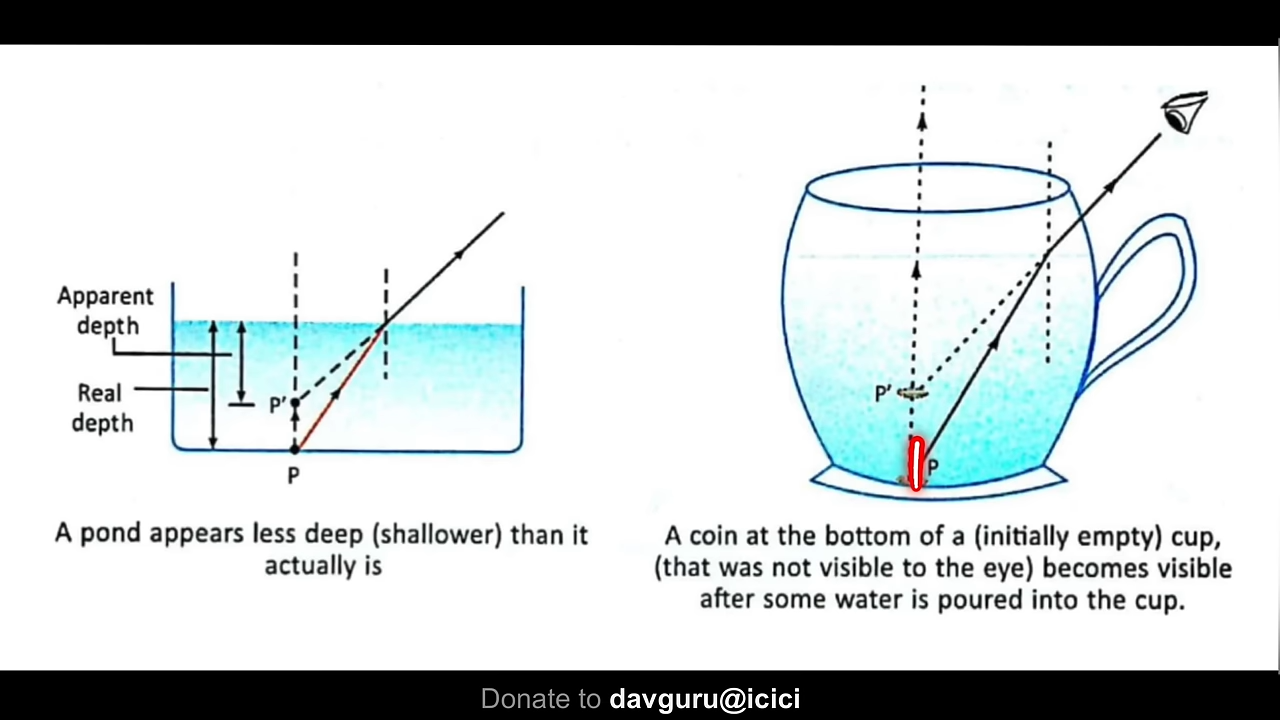 Apparent
depth
Real
depth
P'
P
A pond appears less deep (shallower) than it
actually is
P'
P
A coin at the bottom of a (initially empty) cup,
(that was not visible to the eye) becomes visible
after some water is poured into the cup.
Donate to davguru@icici